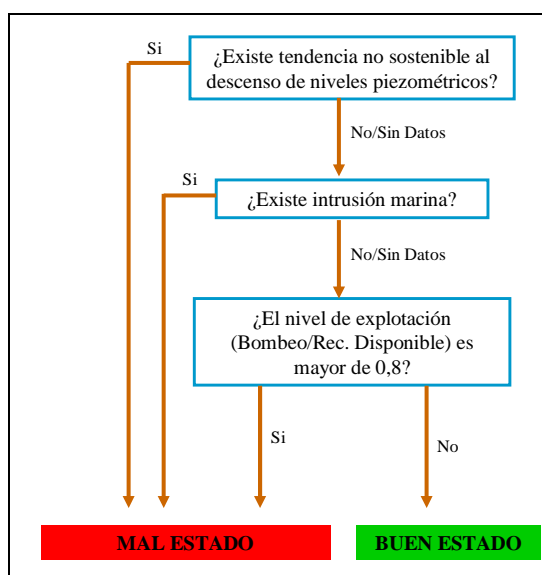 Si
¿Existe tendencia no sostenible al
descenso de niveles piezométricos?
No/Sin Datos
Si
¿Existe intrusión marina?
No/Sin Datos
¿El nivel de explotación
(Bombeo/Rec. Disponible) es
mayor de 0,8?
Si
No
MAL ESTADO
BUEN ESTADO